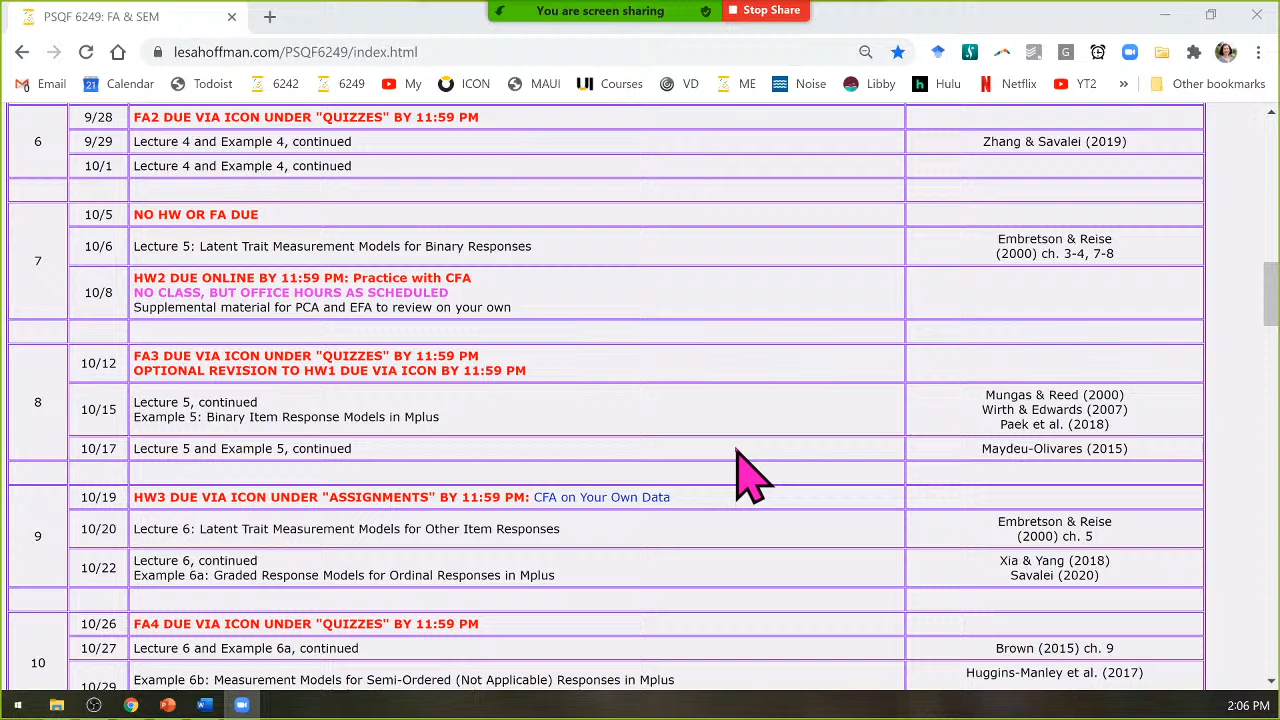 PSQF 6249: FA & SEM
You are screen sharing
Stop Share
lesahoffman.com/PSQF6249/index.html
Email
Calendar
Todoist
6242
6249
My
ICON
MAUI
Courses
VD
ME
Noise
Libby
Hulu
Netflix
YT2
Other bookmarks
6
9/28
FA2 DUE VIA ICON UNDER "QUIZZES" BY 11:59 PM
9/29
Lecture 4 and Example 4, continued
Zhang & Savalei (2019)
10/1
Lecture 4 and Example 4, continued
7
10/5
NO HW OR FA DUE
10/6
Lecture 5: Latent Trait Measurement Models for Binary Responses
Embretson & Reise
(2000) ch. 3-4, 7-8
10/8
HW2 DUE ONLINE BY 11:59 PM: Practice with CFA
NO CLASS, BUT OFFICE HOURS AS SCHEDULED
Supplemental material for PCA and EFA to review on your own
8
10/12
FA3 DUE VIA ICON UNDER "QUIZZES" BY 11:59 PM
OPTIONAL REVISION TO HW1 DUE VIA ICON BY 11:59 PM
10/15
Lecture 5, continued
Example 5: Binary Item Response Models in Mplus
Mungas & Reed (2000)
Wirth & Edwards (2007)
Paek et al. (2018)
10/17
Lecture 5 and Example 5, continued
Maydeu-Olivares (2015)
9
10/19
HW3 DUE VIA ICON UNDER "ASSIGNMENTS" BY 11:59 PM: CFA on Your Own Data
10/20
Lecture 6: Latent Trait Measurement Models for Other Item Responses
Embretson & Reise
(2000) ch. 5
10/22
Lecture 6, continued
Example 6a: Graded Response Models for Ordinal Responses in Mplus
Xia & Yang (2018)
Savalei (2020)
10
10/26
FA4 DUE VIA ICON UNDER "QUIZZES" BY 11:59 PM
10/27
Lecture 6 and Example 6a, continued
Brown (2015) ch. 9
10/29
Example 6b: Measurement Models for Semi-Ordered (Not Applicable) Responses in Mplus
Huggins-Manley et al. (2017)
2:06 PM